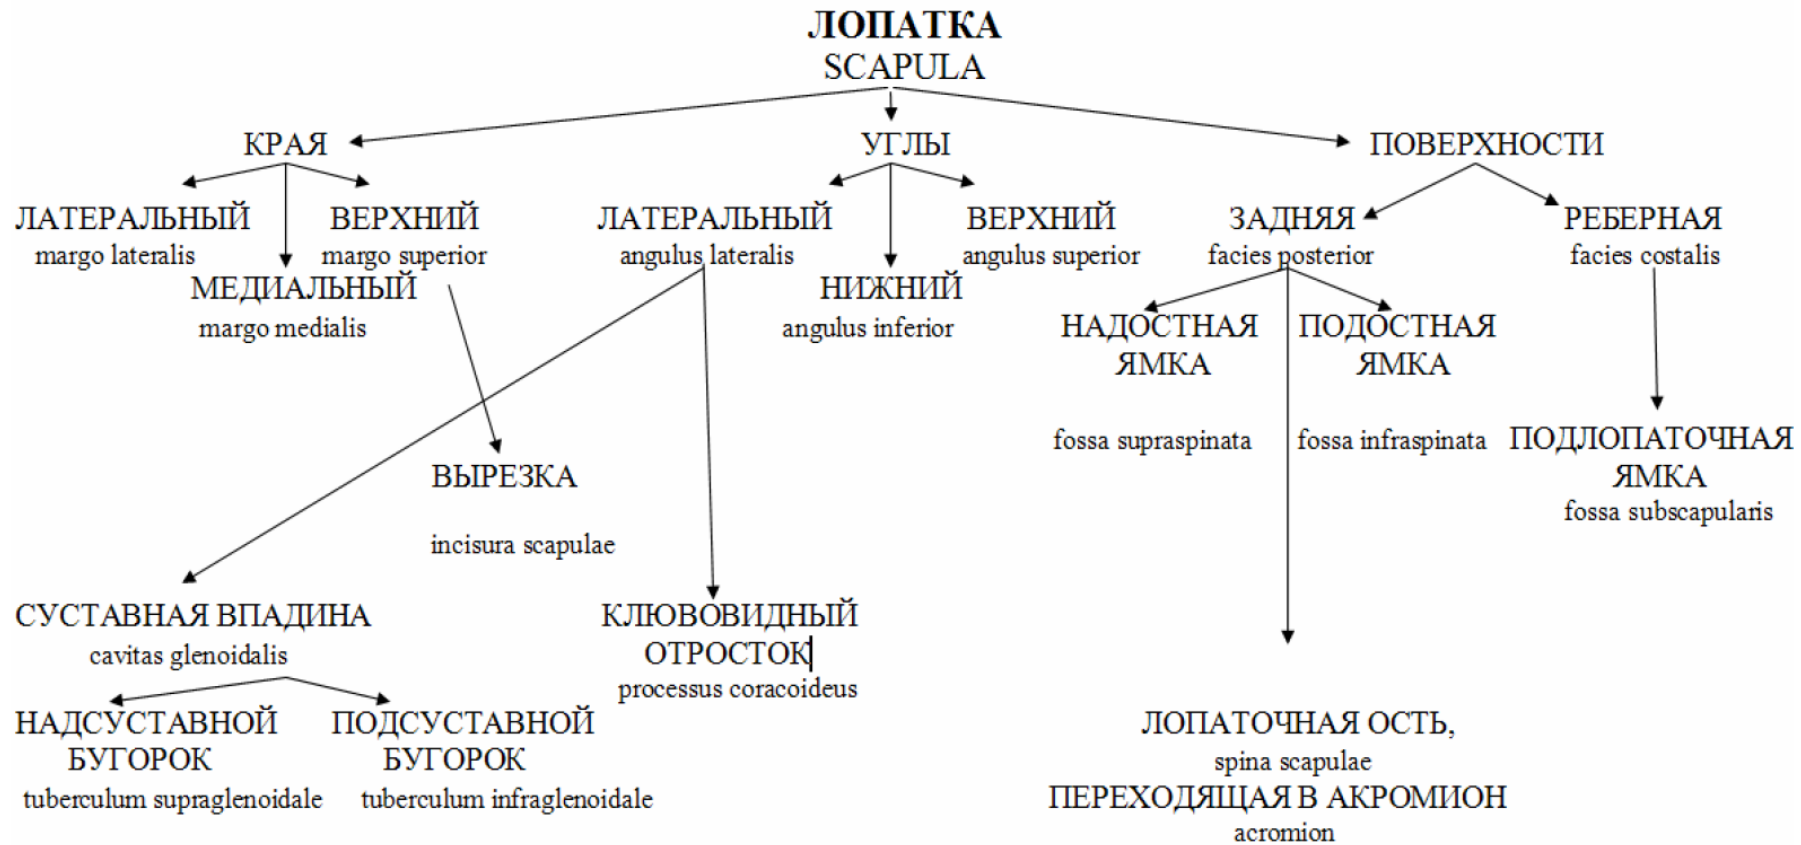 ЛОПАТКА
SCAPULA
КРАЯ
УГЛЫ
ПОВЕРХНОСТИ
ЛАТЕРАЛЬНЫЙ
margo lateralis
ВЕРХНИЙ
margo superior
МЕДИАЛЬНЫЙ
margo medialis
ЛАТЕРАЛЬНЫЙ
angulus lateralis
ВЕРХНИЙ
angulus superior
НИЖНИЙ
angulus inferior
ЗАДНЯЯ
facies posterior
РЕБЕРНАЯ
facies costalis
НАДОСТНАЯ
ЯМКА
fossa supraspinata
ПОДОСТНАЯ
ЯМКА
fossa infraspinata
ПОДЛОПАТОЧНАЯ
ЯМКА
fossa subscapularis
ВЫРЕЗКА
incisura scapulae
СУСТАВНАЯ ВПАДИНА
cavitas glenoidalis
КЛЮВОВИДНЫЙ
ОТРОСТОК
processus coracoideus
НАДСУСТАВНОЙ
БУГОРОК
tuberculum supraglenoidale
ПОДСУСТАВНОЙ
БУГОРОК
tuberculum infraglenoidale
ЛОПАТОЧНАЯ ОСТЬ,
spina scapulae
ПЕРЕХОДЯЩАЯ В АКРОМИОН
acromion